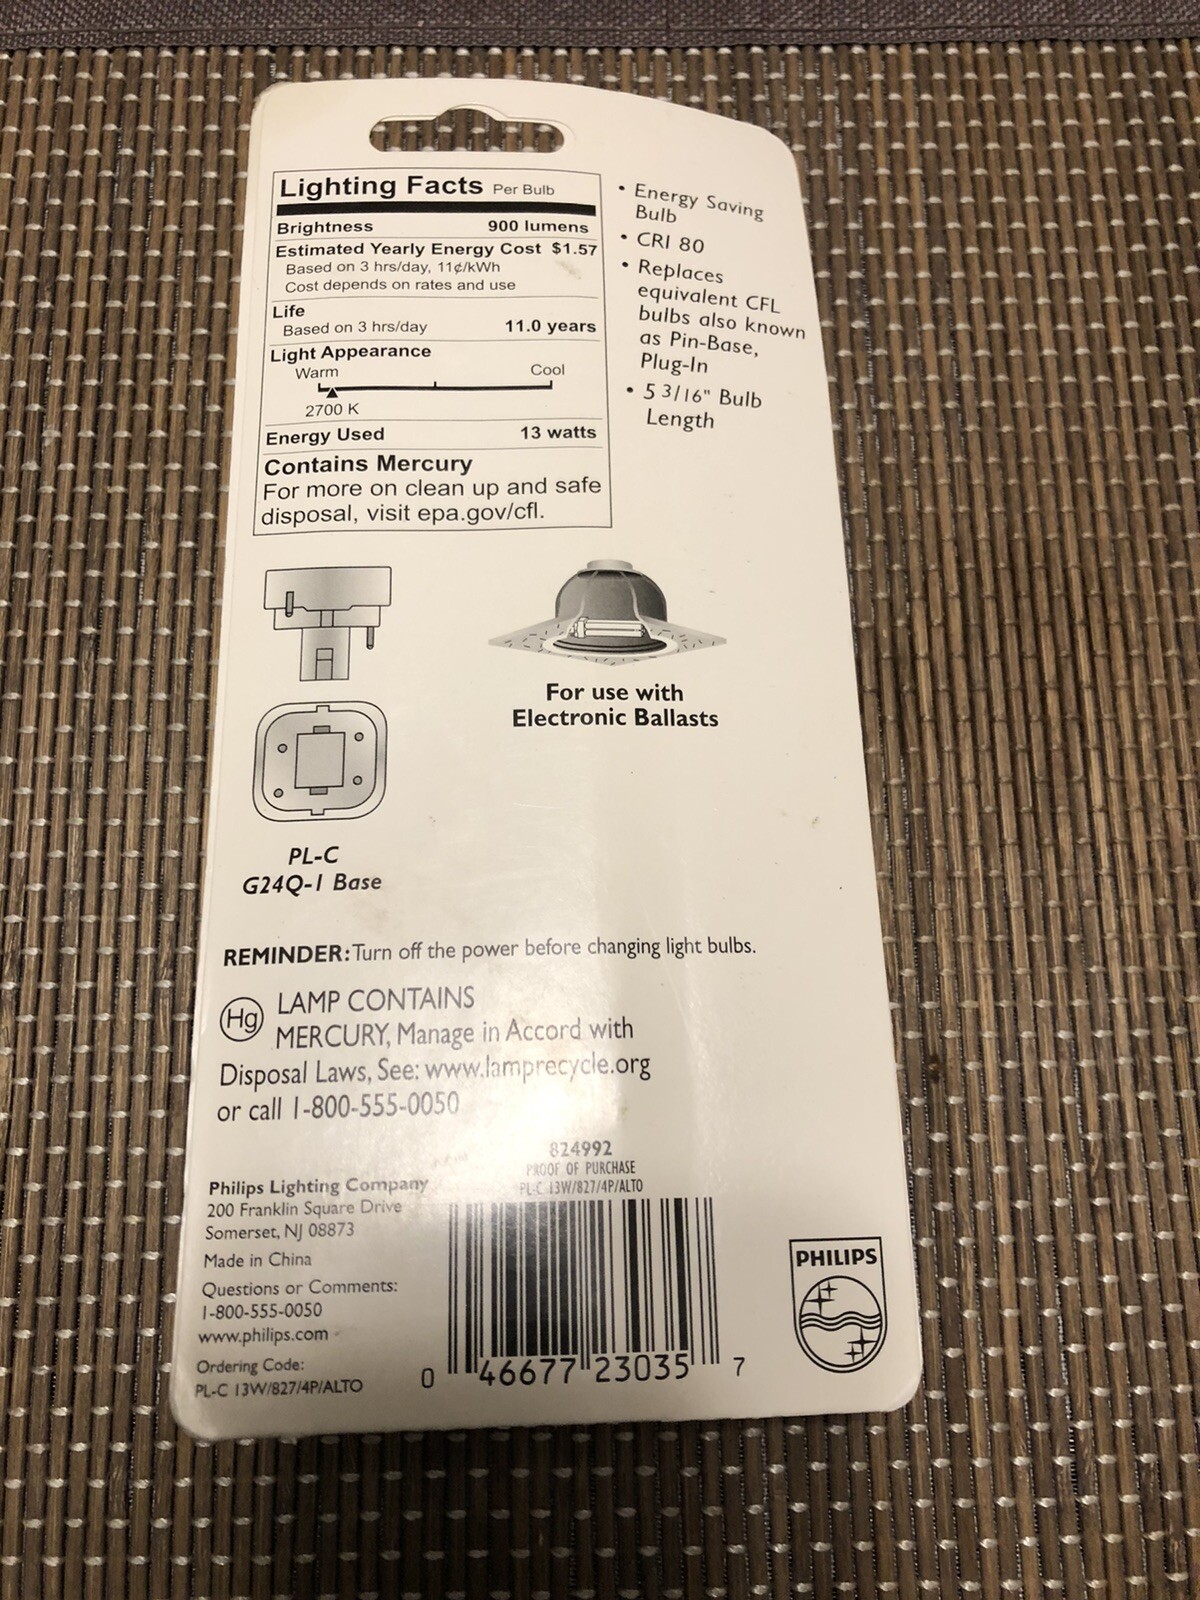 Lighting Facts Per Bulb
Brightness 900 lumens
Estimated Yearly Energy Cost $1.57
Based on 3 hrs/day, 11¢/kWh
Cost depends on rates and use
Life
Based on 3 hrs/day 11.0 years
Light Appearance
Warm Cool
2700 K
Energy Used 13 watts
Contains Mercury
For more on clean up and safe
disposal, visit epa.gov/cfl.
• Energy Saving
Bulb
• CRI 80
• Replaces
equivalent CFL
bulbs also known
as Pin-Base,
Plug-In
• 5 3/16" Bulb
Length
For use with
Electronic Ballasts
PL-C
G24Q-1 Base
REMINDER: Turn off the power before changing light bulbs.
Hg LAMP CONTAINS
MERCURY, Manage in Accord with
Disposal Laws, See: www.lamprecycle.org
or call 1-800-555-0050
824992
PROOF OF PURCHASE
PL-C 13W/827/4P/ALTO
Philips Lighting Company
200 Franklin Square Drive
Somerset, NJ 08873
Made in China
Questions or Comments:
1-800-555-0050
www.philips.com
Ordering Code:
PL-C 13W/827/4P/ALTO
0 46677 23035 7
PHILIPS